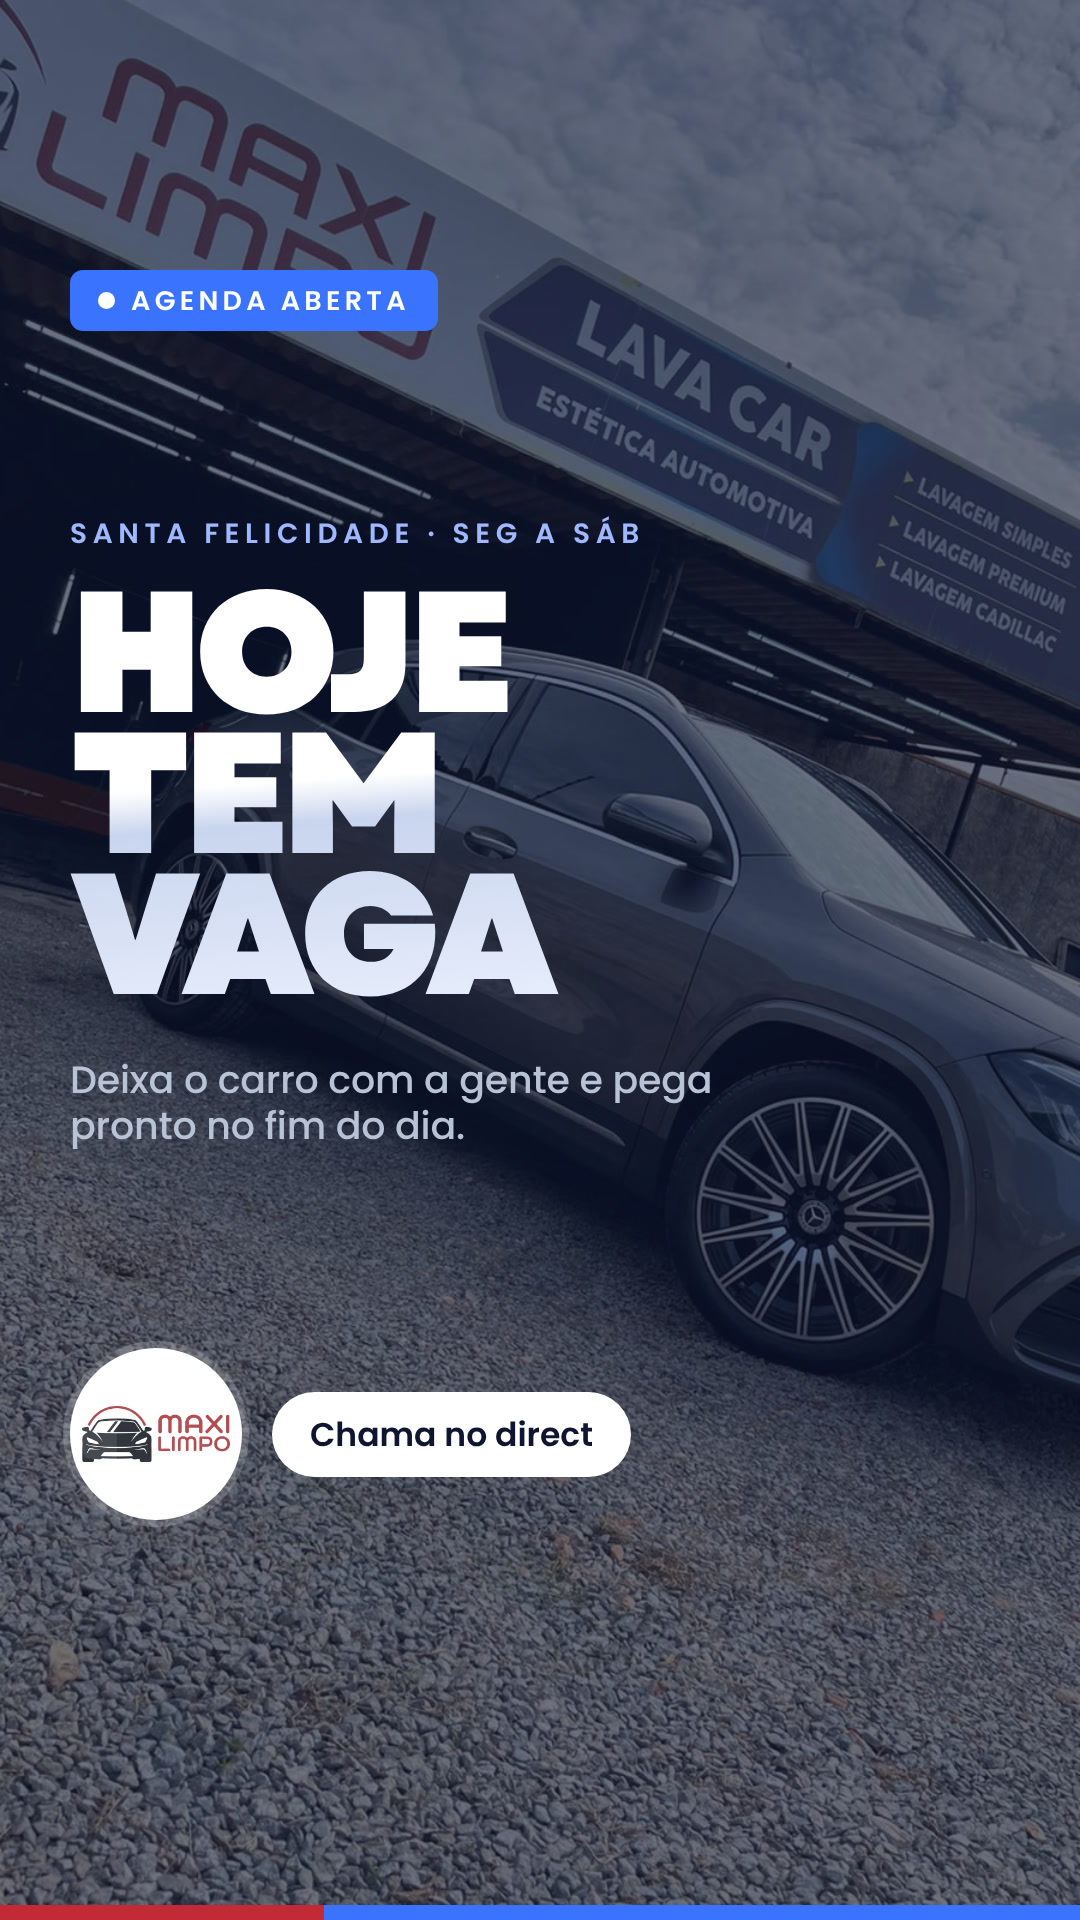 MAXI
LIMPO
AGENDA ABERTA
LAVA CAR
ESTÉTICA AUTOMOTIVA
LAVAGEM SIMPLES
LAVAGEM PREMIUM
LAVAGEM CADILLAC
SANTA FELICIDADE · SEG A SÁB
HOJE
TEM
VAGA
Deixa o carro com a gente e pega
pronto no fim do dia.
MAXI
LIMPO
Chama no direct